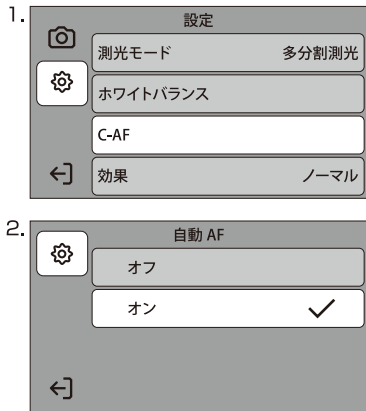 1.
設定
測光モード 多分割測光
ホワイトバランス
C-AF
効果 ノーマル
2.
自動 AF
オフ
オン